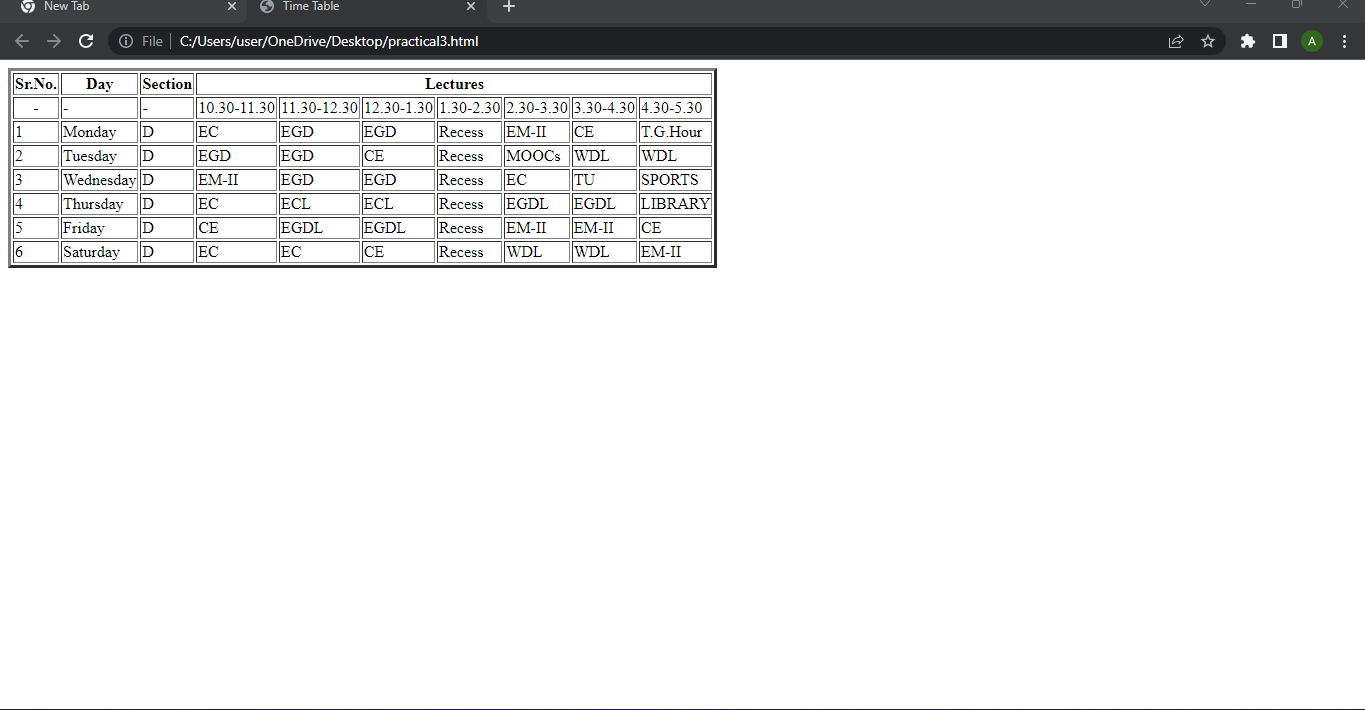 New Tab Time Table
File C:/Users/user/OneDrive/Desktop/practical3.html A
Sr.No. Day Section Lectures
- - - 10.30-11.30 11.30-12.30 12.30-1.30 1.30-2.30 2.30-3.30 3.30-4.30 4.30-5.30
1 Monday D EC EGD EGD Recess EM-II CE T.G.Hour
2 Tuesday D EGD EGD CE Recess MOOCs WDL WDL
3 Wednesday D EM-II EGD EGD Recess EC TU SPORTS
4 Thursday D EC ECL ECL Recess EGDL EGDL LIBRARY
5 Friday D CE EGDL EGDL Recess EM-II EM-II CE
6 Saturday D EC EC CE Recess WDL WDL EM-II